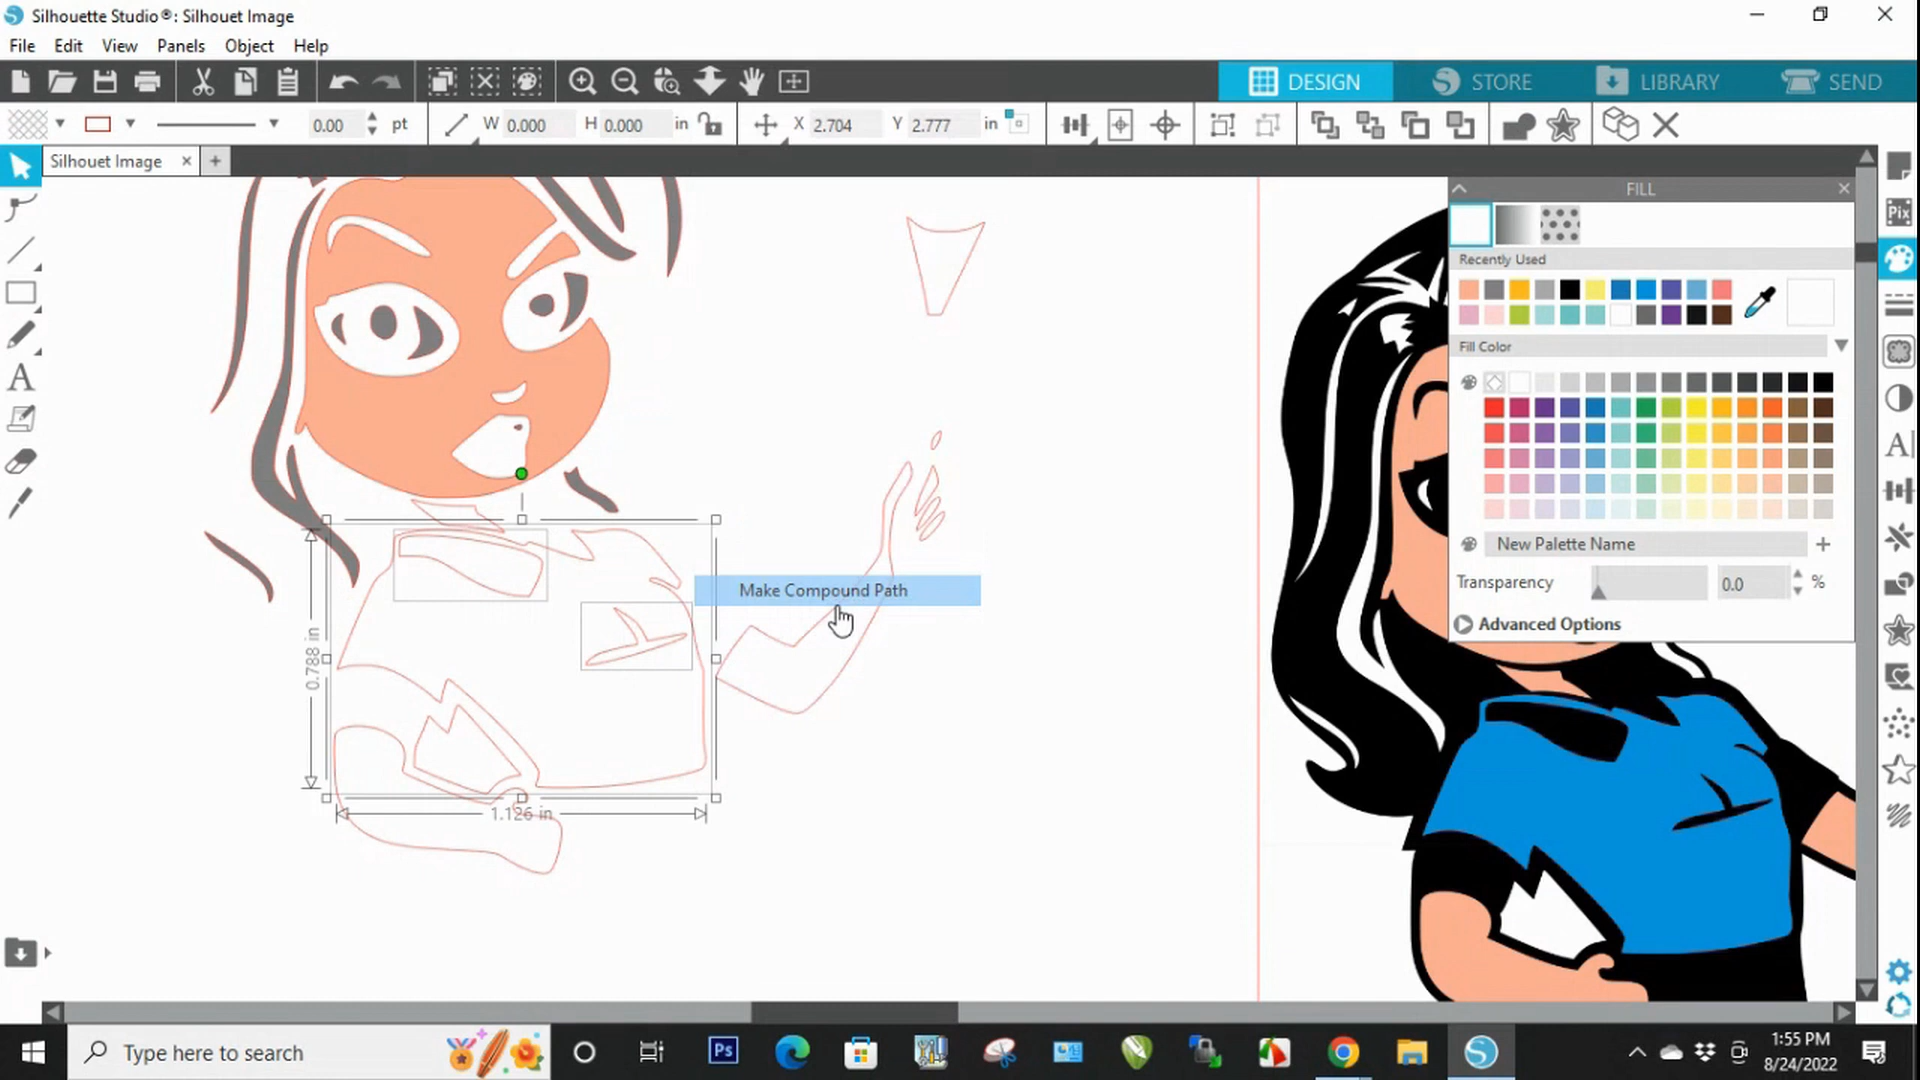 Silhouette Studio®: Silhouet Image
File Edit View Panels Object Help
DESIGN STORE LIBRARY SEND
0.00 pt W 0.000 H 0.000 in X 2.704 Y 2.777 in
Silhouet Image
FILL
Pix
Recently Used
Fill Color
A
A
Make Compound Path
New Palette Name
Transparency 0.0 %
Advanced Options
0.788 in
1.126 in
Type here to search
Ps
1:55 PM
8/24/2022